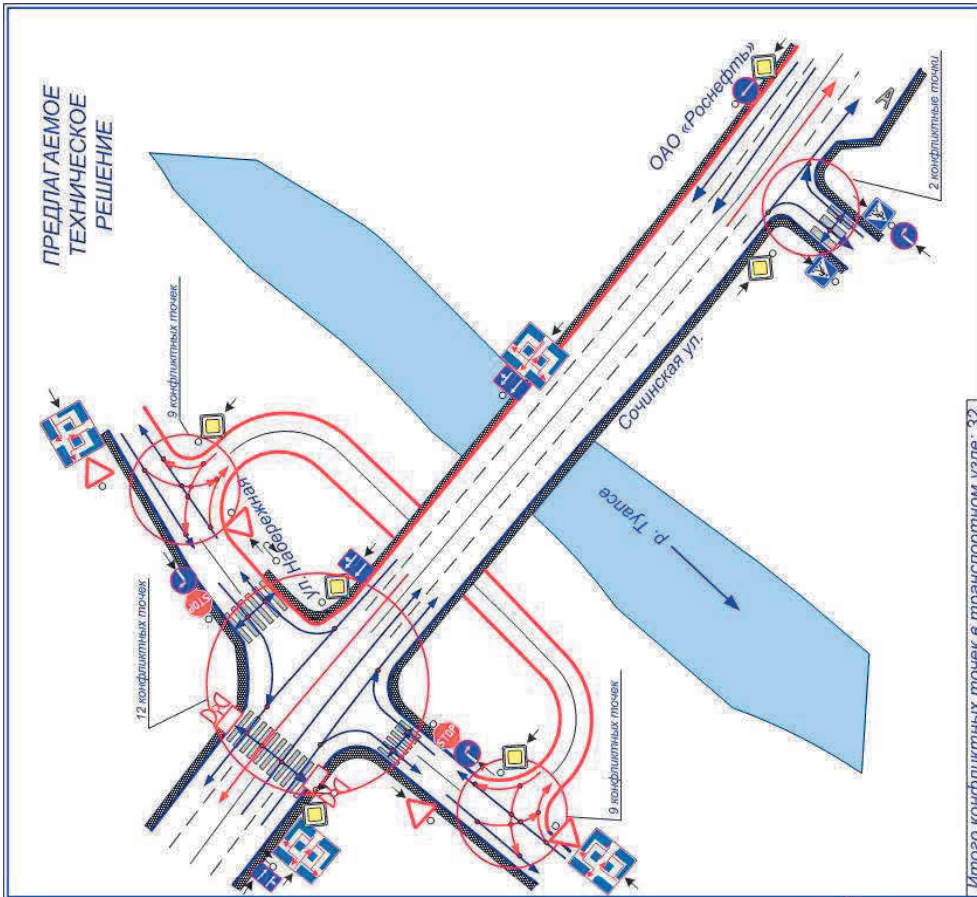 ПРЕДЛАГАЕМОЕ
ТЕХНИЧЕСКОЕ
РЕШЕНИЕ
ОАО «Роснефть»
2 конфликтные точки
9 конфликтных точек
ул. Набережная
Сочинская ул.
р. Туапсе
12 конфликтных точек
STOP
STOP
9 конфликтных точек
Итого конфликтных точек в траспортном узле: 32